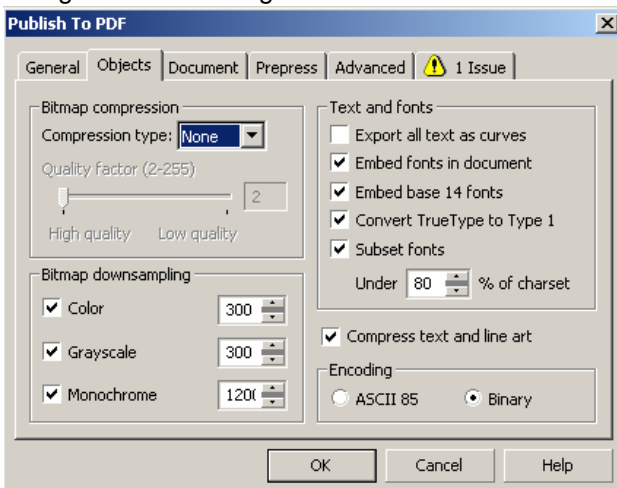 Publish To PDF
General Objects Document Prepress Advanced 1 Issue
Bitmap compression
Compression type: None
Quality factor (2-255)
2
High quality Low quality
Bitmap downsampling
Color 300
Grayscale 300
Monochrome 1200
Text and fonts
Export all text as curves
Embed fonts in document
Embed base 14 fonts
Convert TrueType to Type 1
Subset fonts
Under 80 % of charset
Compress text and line art
Encoding
ASCII 85 Binary
OK Cancel Help